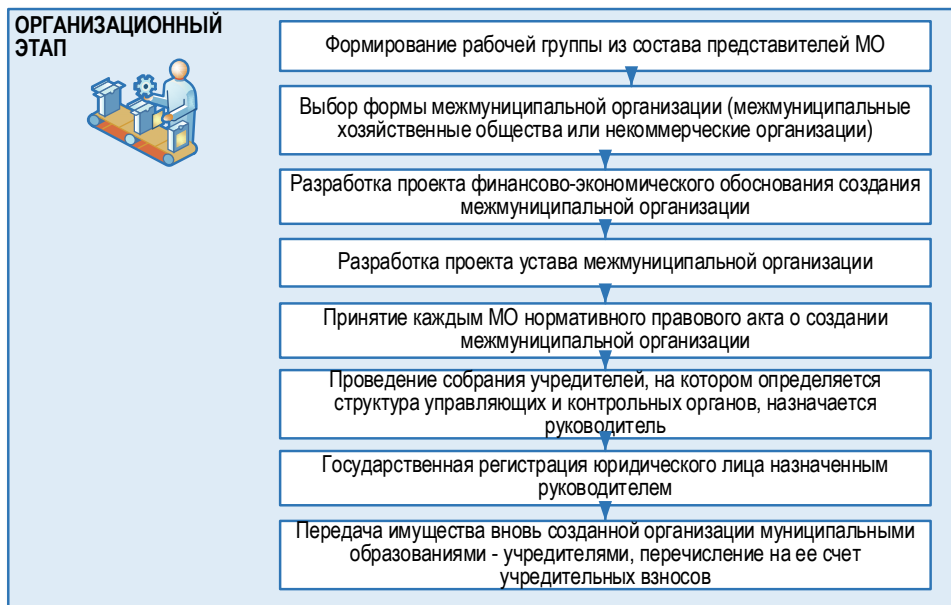 ОРГАНИЗАЦИОННЫЙ
ЭТАП
Формирование рабочей группы из состава представителей МО
Выбор формы межмуниципальной организации (межмуниципальные
хозяйственные общества или некоммерческие организации)
Разработка проекта финансово-экономического обоснования создания
межмуниципальной организации
Разработка проекта устава межмуниципальной организации
Принятие каждым МО нормативного правового акта о создании
межмуниципальной организации
Проведение собрания учредителей, на котором определяется
структура управляющих и контрольных органов, назначается
руководитель
Государственная регистрация юридического лица назначенным
руководителем
Передача имущества вновь созданной организации муниципальными
образованиями - учредителями, перечисление на ее счет
учредительных взносов